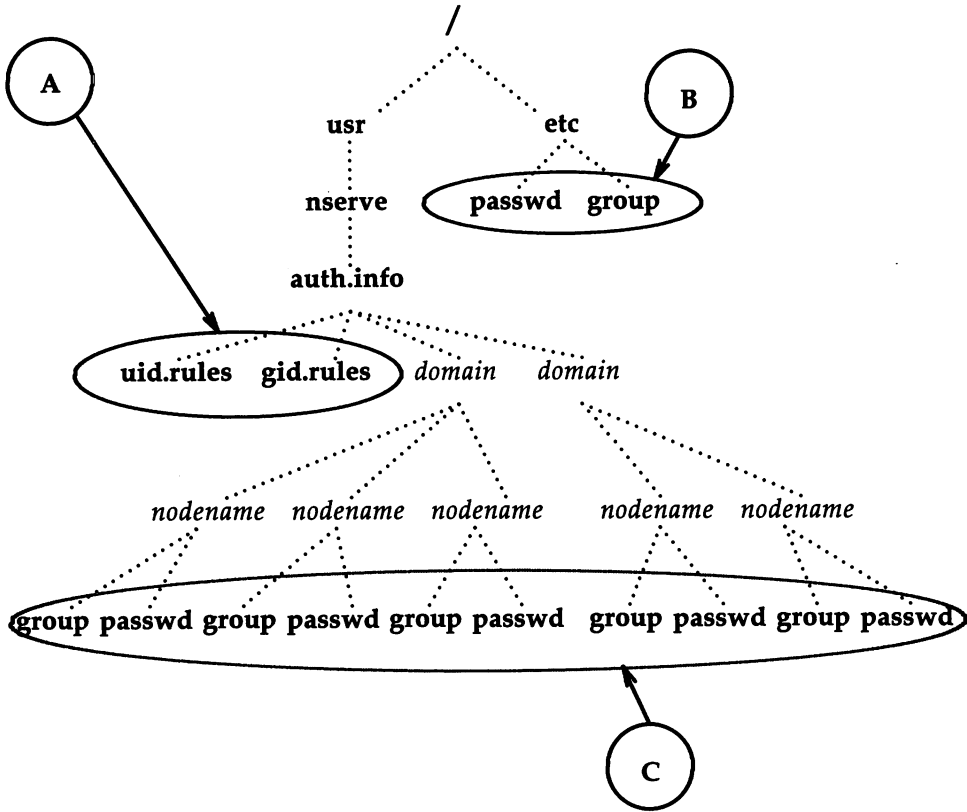 /
A
B
usr etc
nserve passwd group
auth.info
uid.rules gid.rules domain domain
nodename nodename nodename nodename nodename
group passwd group passwd group passwd group passwd group passwd
C